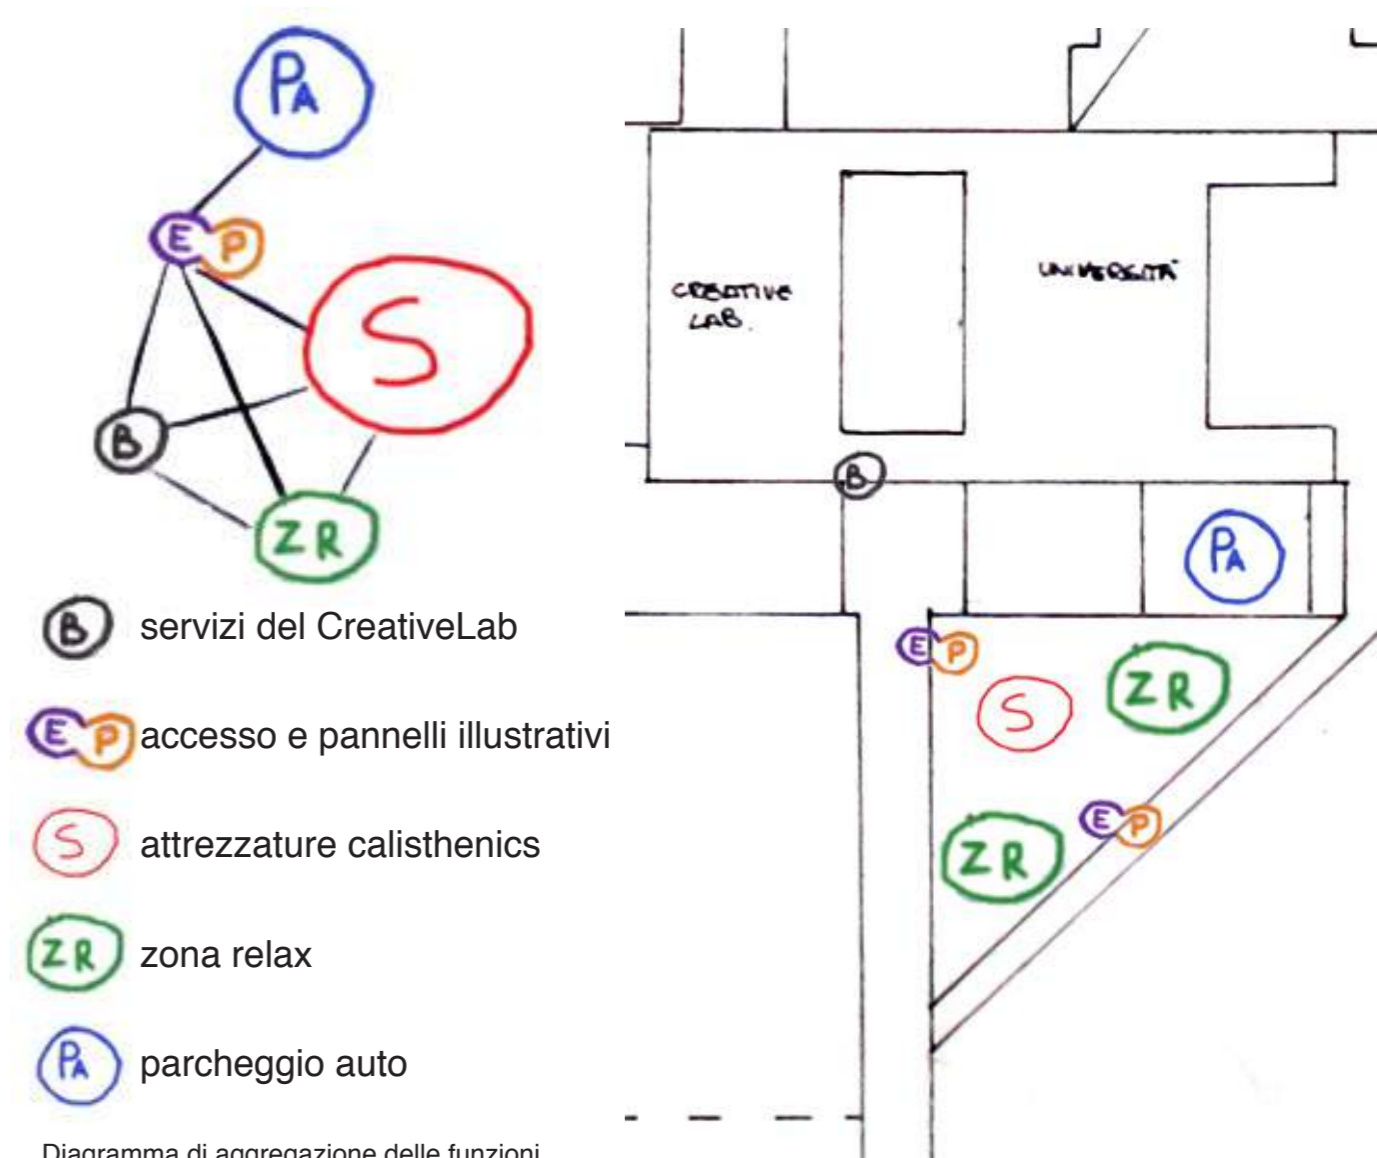 PA
E P
S
B
ZR
B servizi del CreativeLab
E P accesso e pannelli illustrativi
S attrezzature calisthenics
ZR zona relax
PA parcheggio auto
Diagramma di aggregazione delle funzioni
CREATIVE
LAB.
UNIVERSITÀ
B
PA
E P
S
ZR
E P
ZR